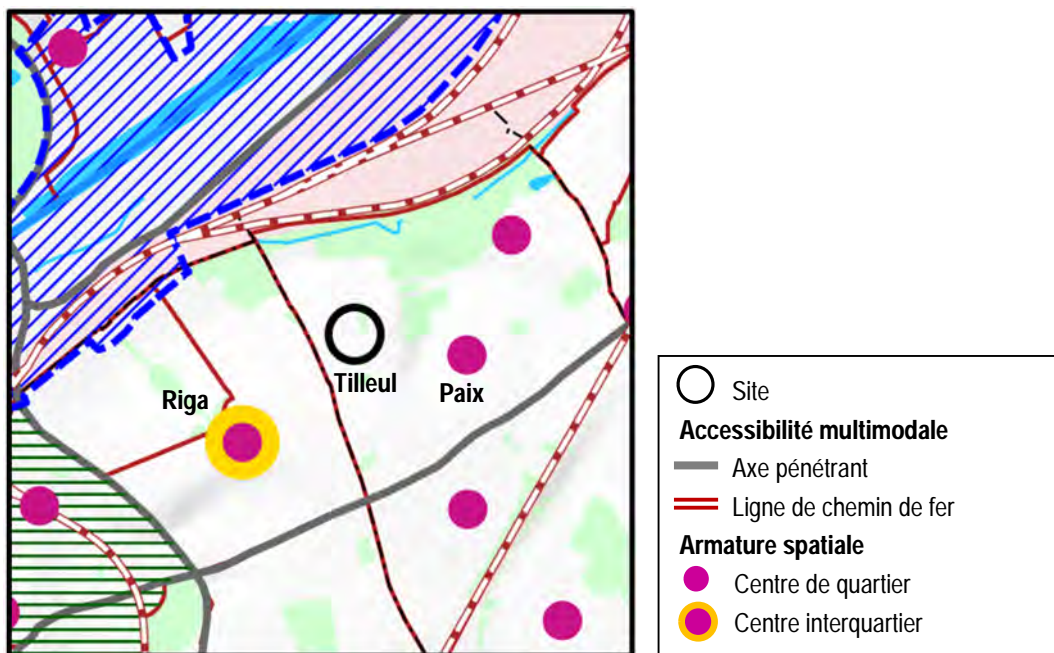 Tilleul
Paix
Riga
Site
Accessibilité multimodale
Axe pénétrant
Ligne de chemin de fer
Armature spatiale
Centre de quartier
Centre interquartier